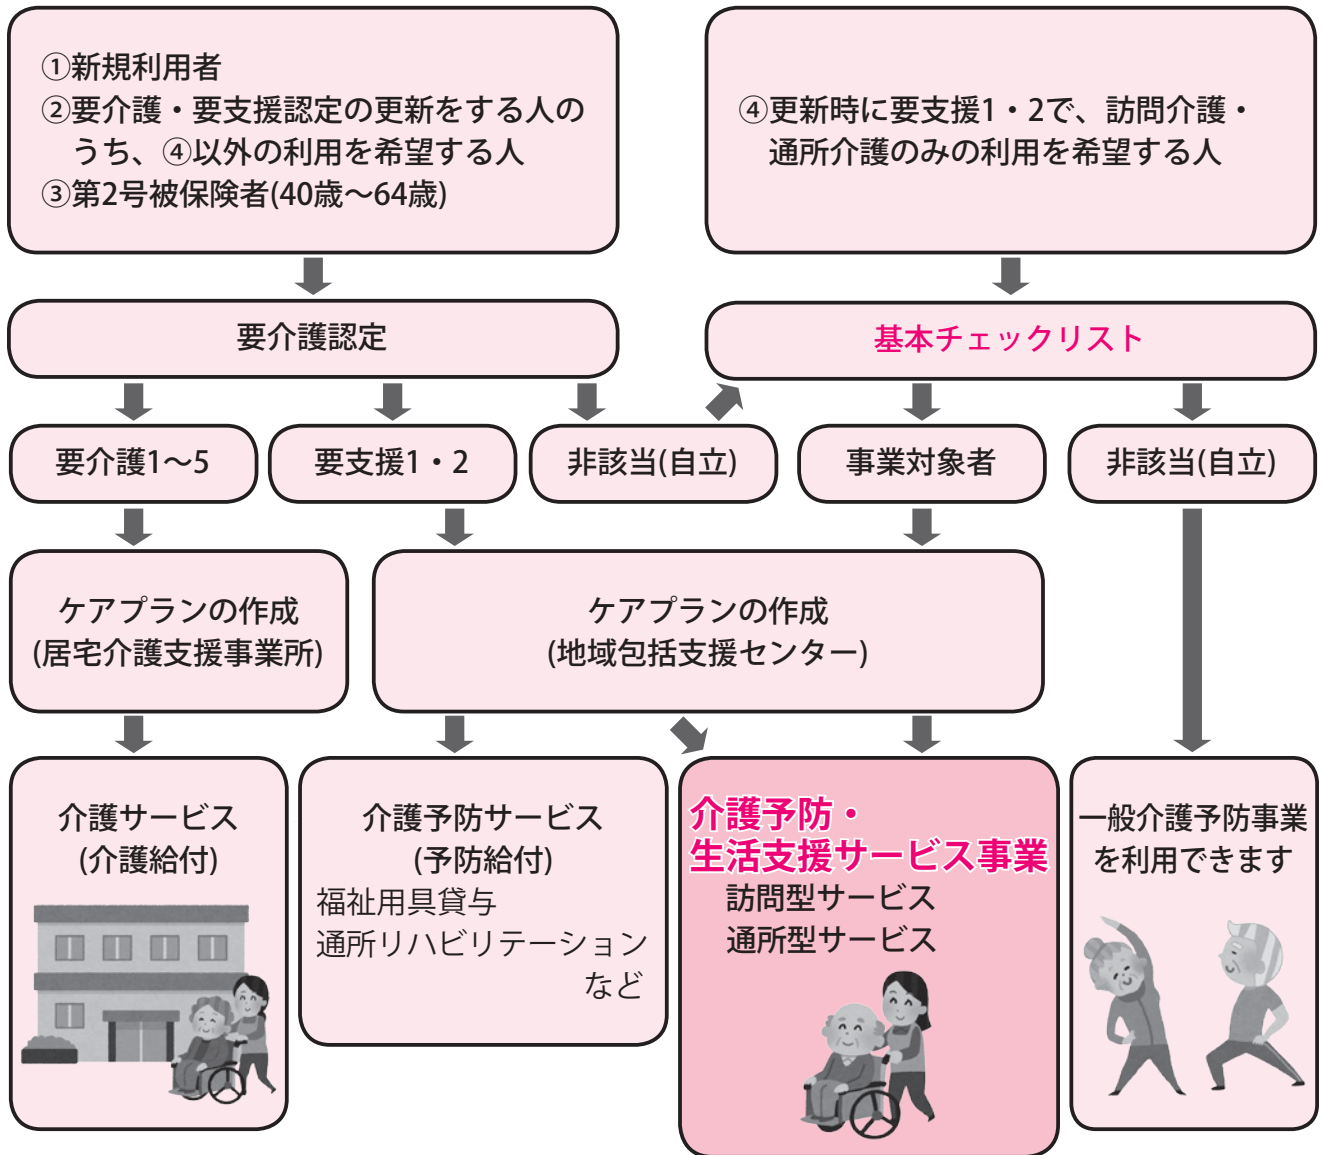 ①新規利用者
②要介護・要支援認定の更新をする人の
うち、④以外の利用を希望する人
③第2号被保険者(40歳～64歳)
④更新時に要支援1・2で、訪問介護・
通所介護のみの利用を希望する人
要介護認定
基本チェックリスト
要介護1～5
要支援1・2
非該当(自立)
事業対象者
非該当(自立)
ケアプランの作成
(居宅介護支援事業所)
ケアプランの作成
(地域包括支援センター)
介護サービス
(介護給付)
介護予防サービス
(予防給付)
福祉用具貸与
通所リハビリテーション
など
介護予防・
生活支援サービス事業
訪問型サービス
通所型サービス
一般介護予防事業
を利用できます